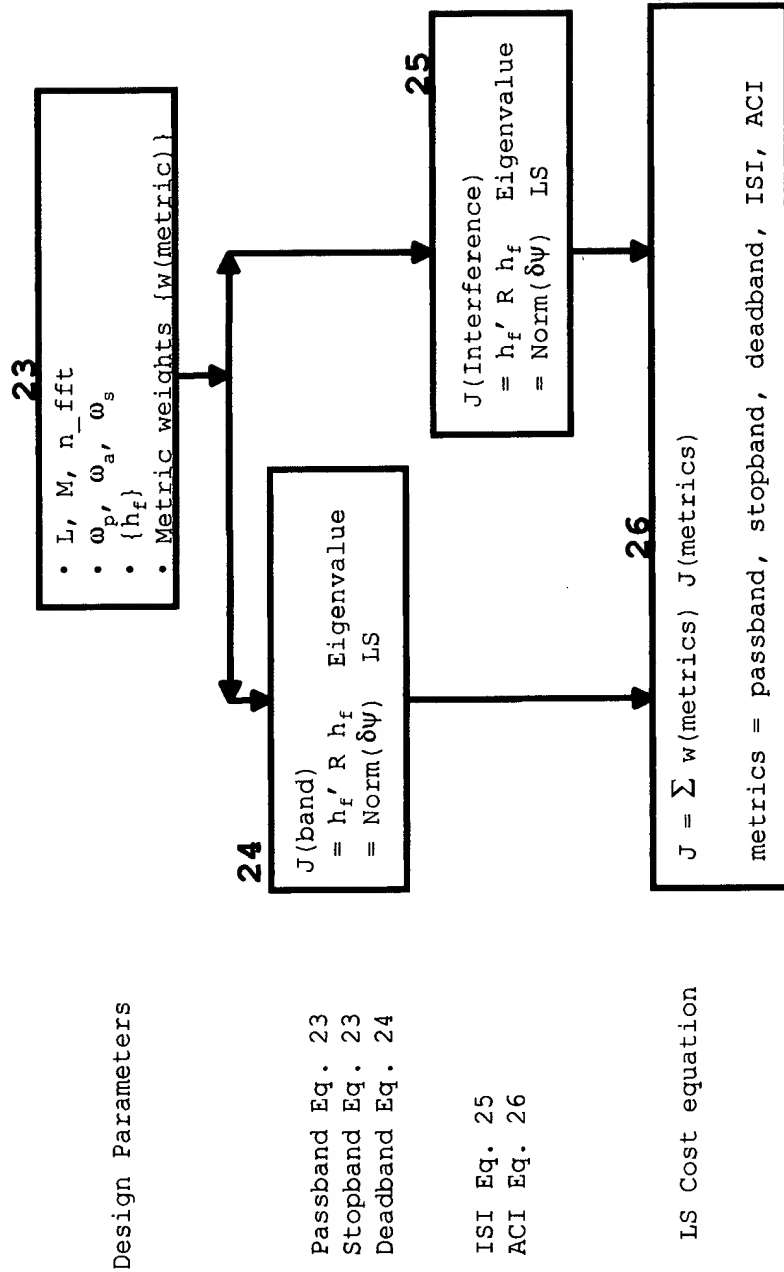 Design Parameters
23
• L, M, n_fft
• ωp, ωa, ωs
• {hf}
• Metric weights {w(metric)}
Passband Eq. 23
Stopband Eq. 23
Deadband Eq. 24
24
J(band)
= hf' R hf Eigenvalue
= Norm(δψ) LS
ISI Eq. 25
ACI Eq. 26
25
J(Interference)
= hf' R hf Eigenvalue
= Norm(δψ) LS
LS Cost equation
26
J = Σ w(metrics) J(metrics)
metrics = passband, stopband, deadband, ISI, ACI